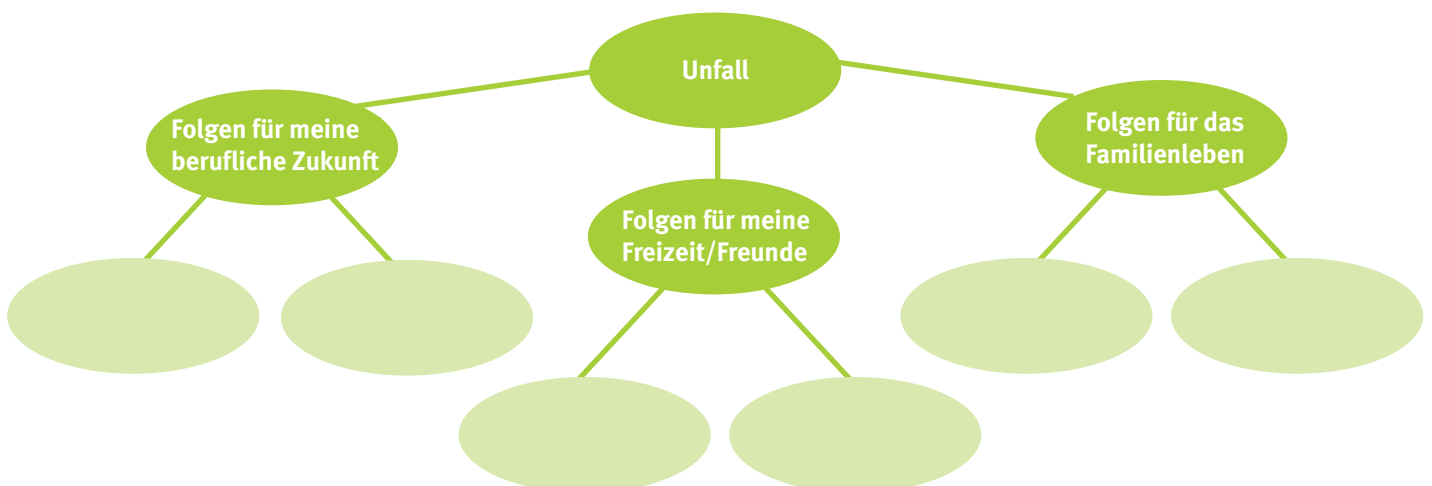 Unfall
Folgen für meine
berufliche Zukunft
Folgen für meine
Freizeit/Freunde
Folgen für das
Familienleben